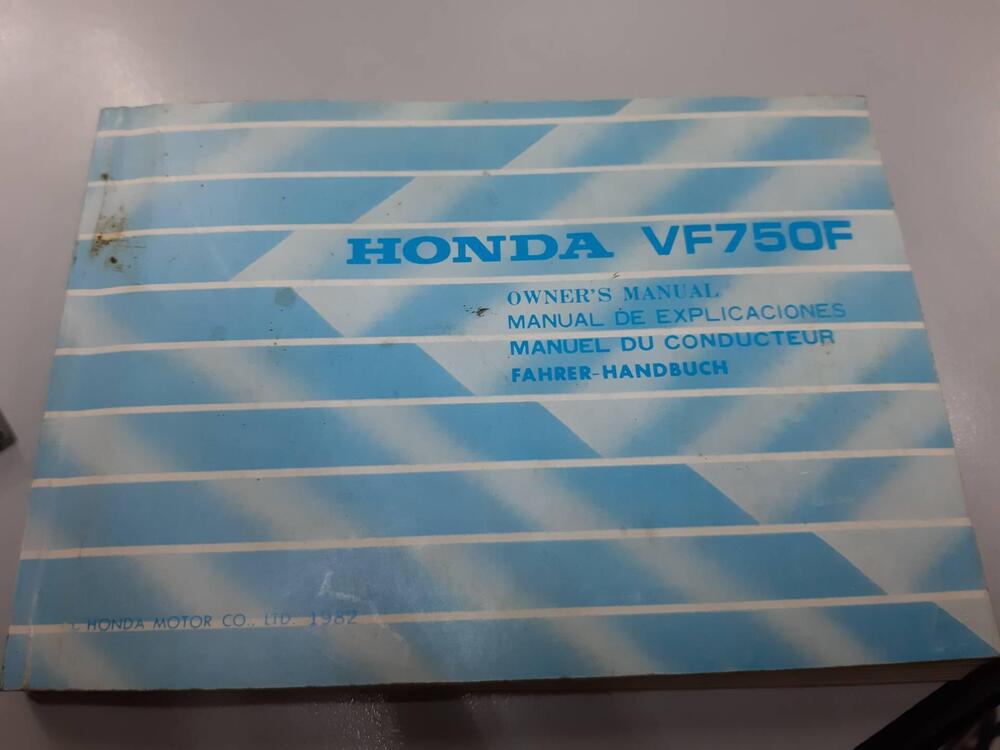 HONDA VF750F
OWNER'S MANUAL
MANUAL DE EXPLICACIONES
MANUEL DU CONDUCTEUR
FAHRER-HANDBUCH
© HONDA MOTOR CO., LTD. 1982